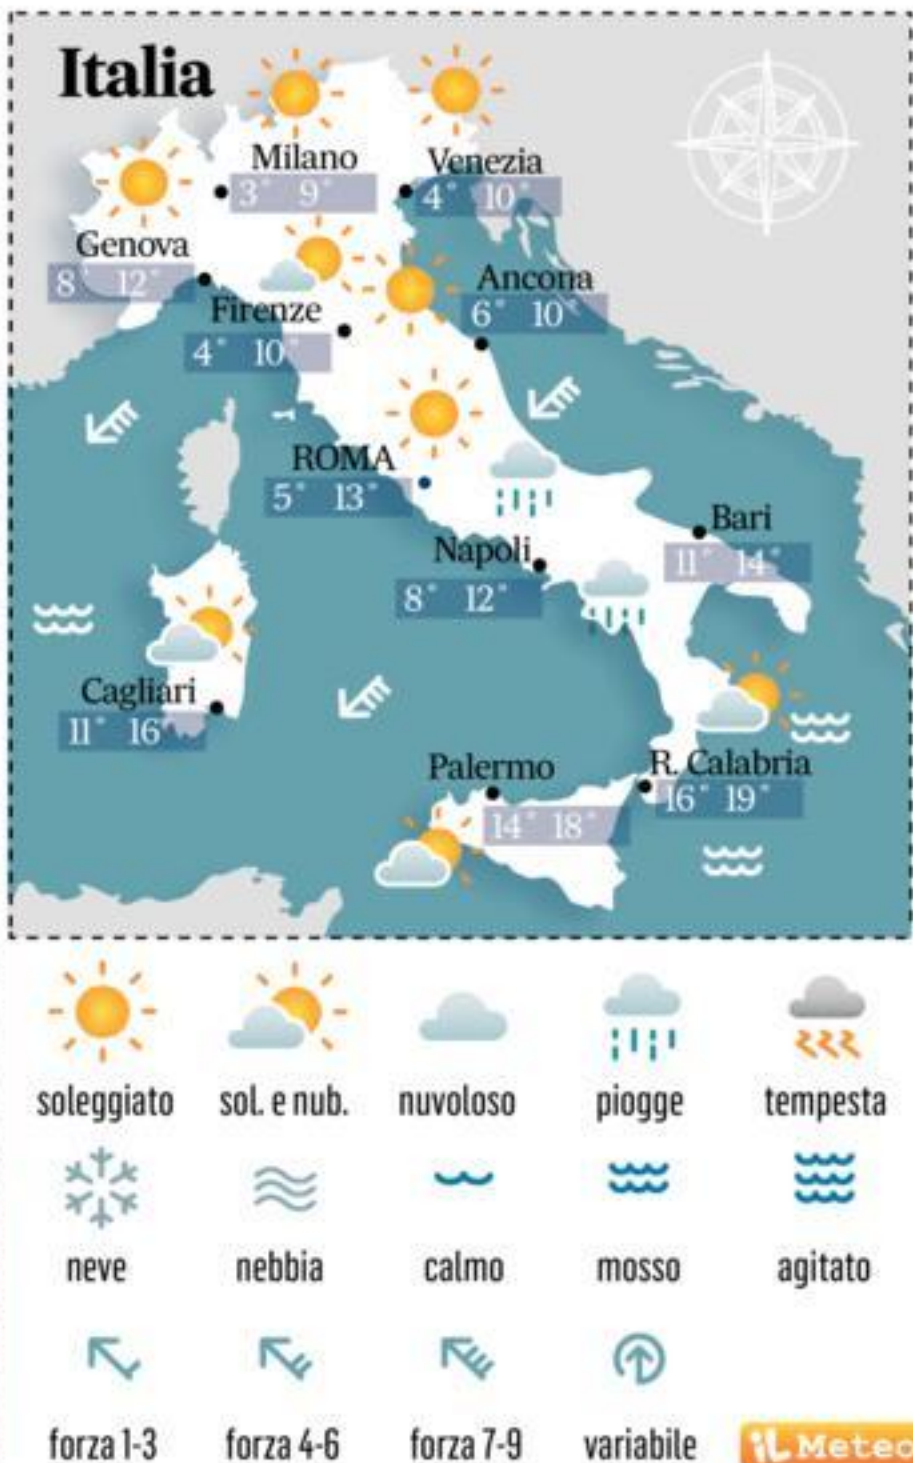 Italia
Milano
3° 9°
Venezia
4° 10°
Genova
8° 12°
Ancona
6° 10°
Firenze
4° 10°
ROMA
5° 13°
Bari
11° 14°
Napoli
8° 12°
Cagliari
11° 16°
Palermo
14° 18°
R. Calabria
16° 19°
soleggiato sol. e nub. nuvoloso piogge tempesta
neve nebbia calmo mosso agitato
forza 1-3 forza 4-6 forza 7-9 variabile
iL Meteo